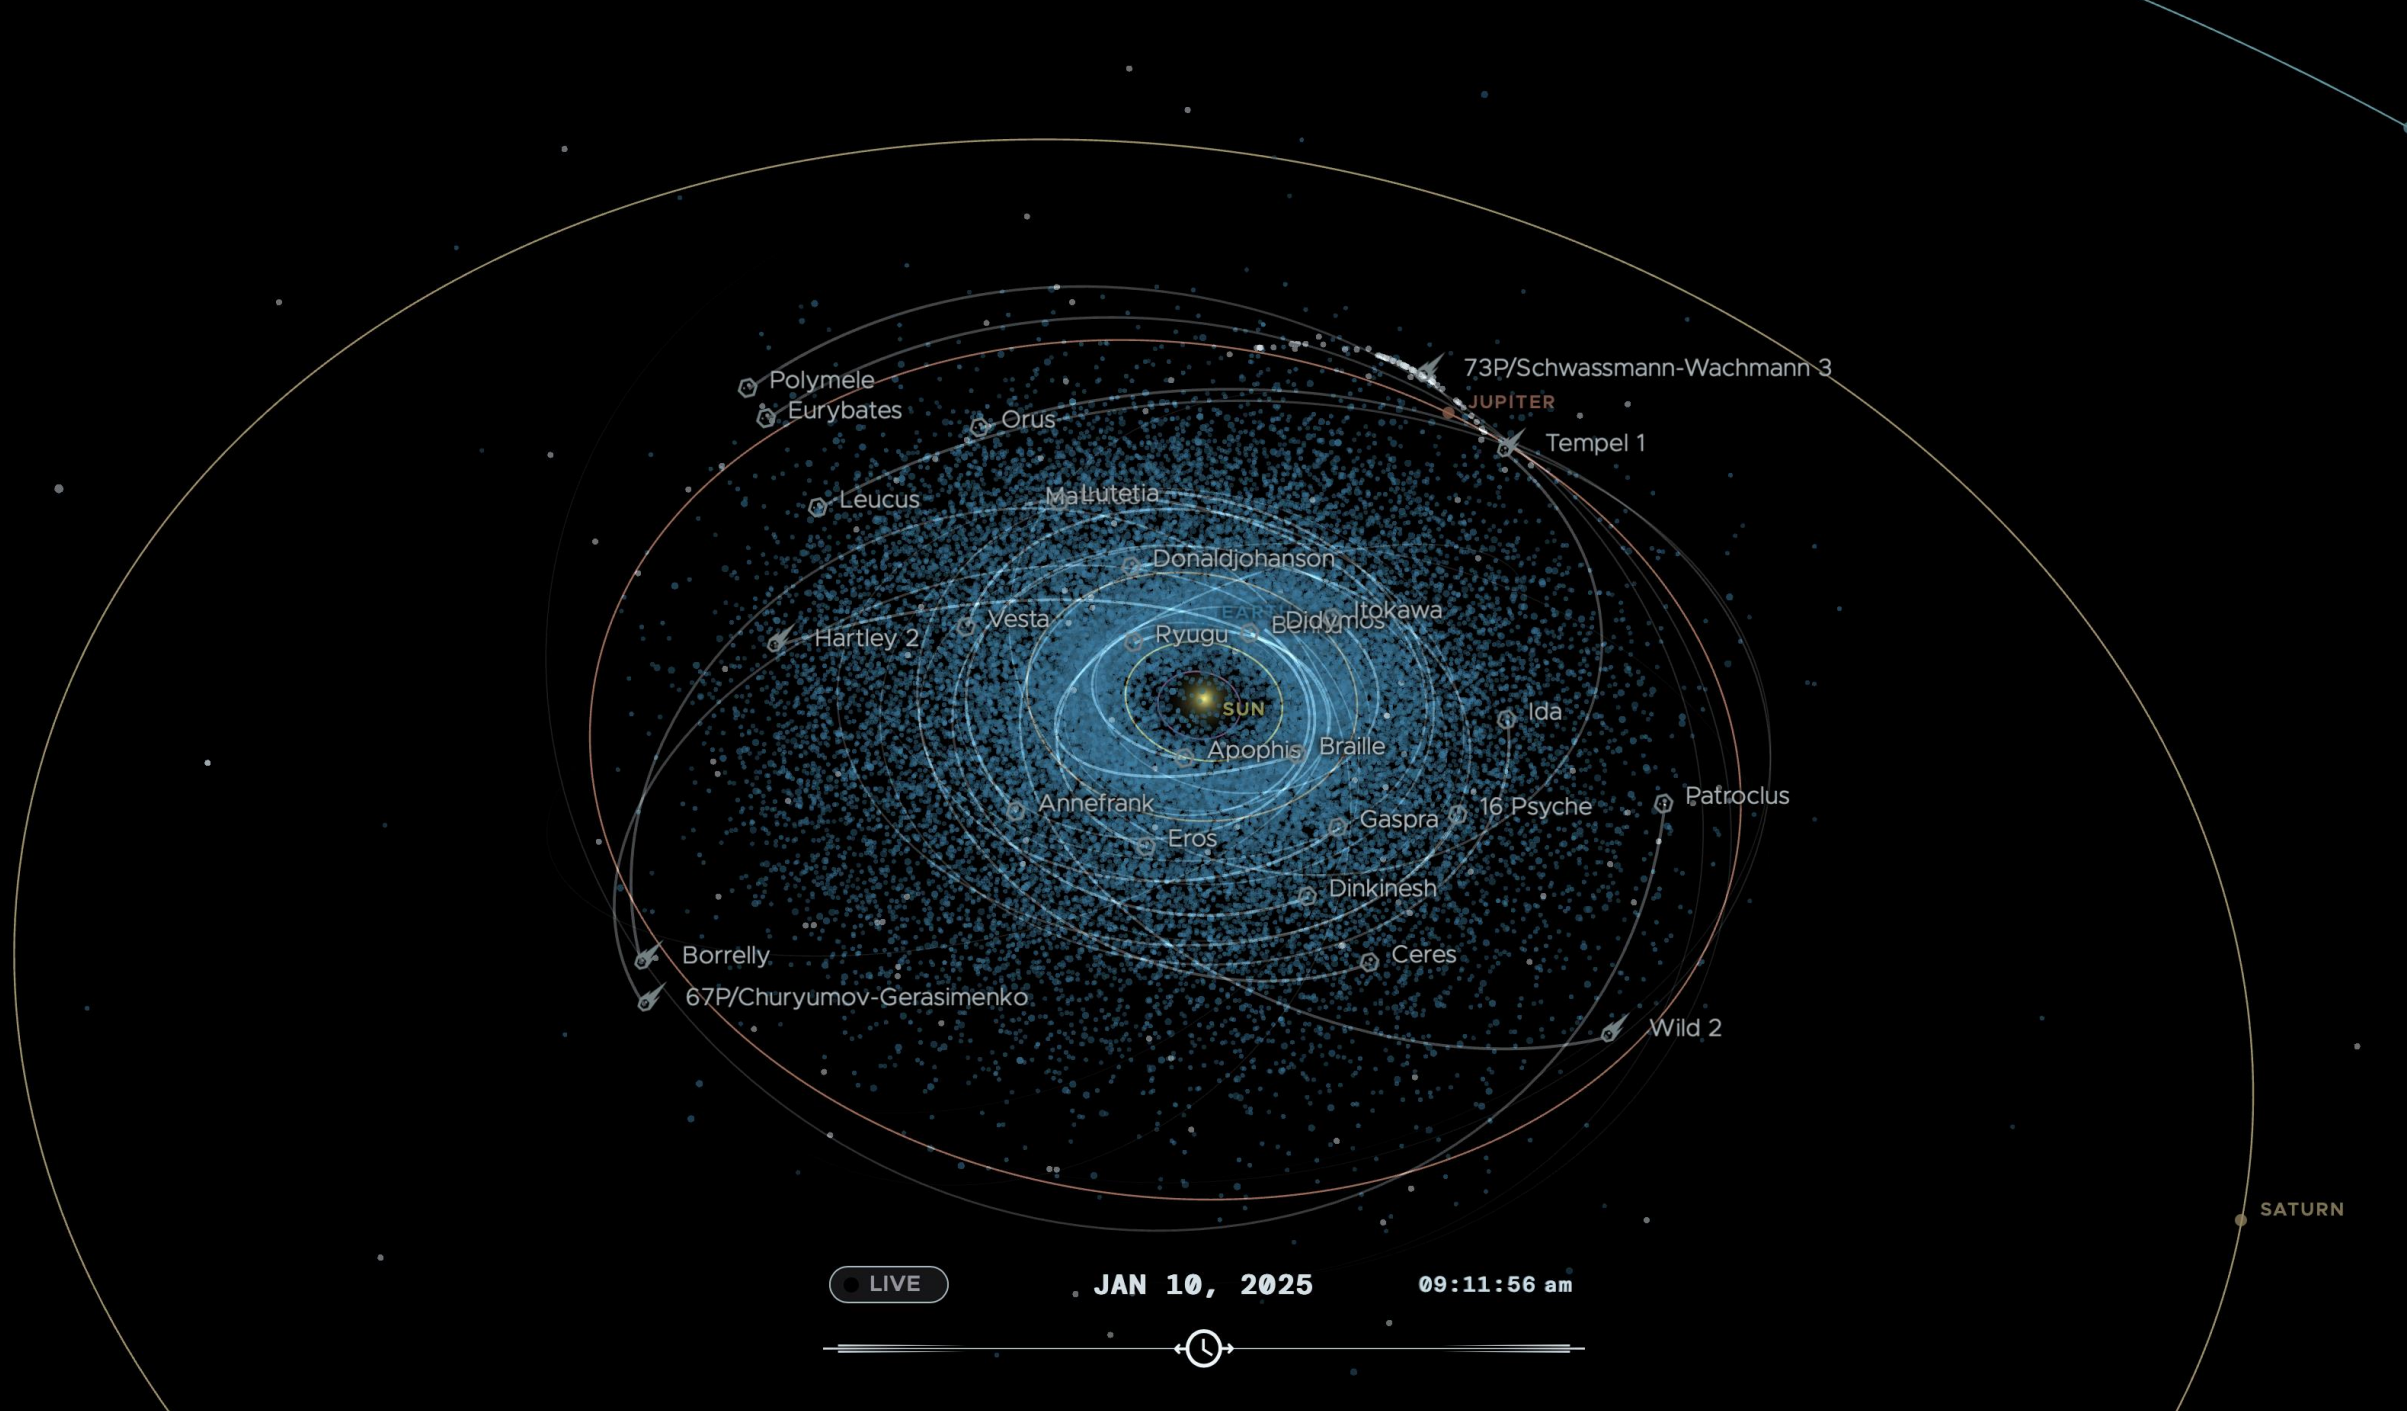 73P/Schwassmann-Wachmann 3
Polymele
JUPITER
Eurybates
Orus
Tempel 1
Lutetia
Leucus
Donaldjohanson
Itokawa
Vesta
Didymos
Ryugu
Hartley 2
SUN
Ida
Braille
Apophis
Patroclus
Annefrank
16 Psyche
Gaspra
Eros
Dinkinesh
Ceres
Borrelly
67P/Churyumov-Gerasimenko
Wild 2
SATURN
LIVE
JAN 10, 2025
09:11:56 am